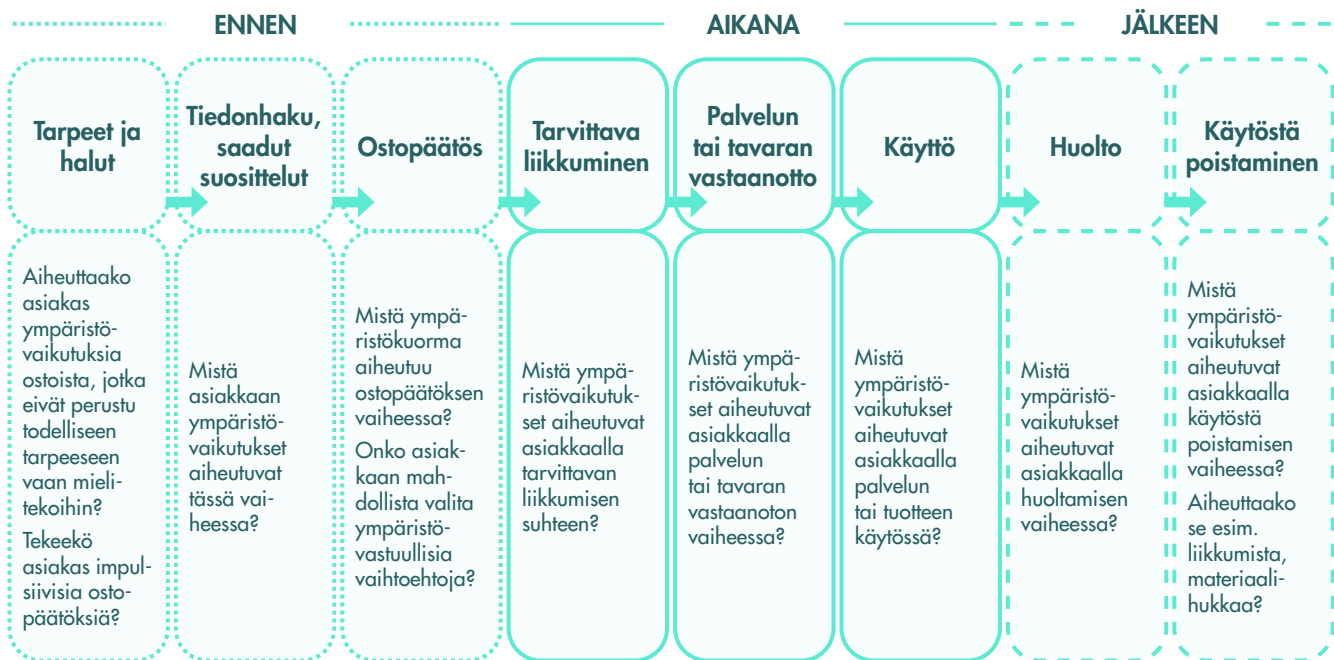 ENNEN
AIKANA
JÄLKEEN
Tarpeet ja
halut
Tiedonhaku,
saadut
suosittelut
Ostopäätös
Tarvittava
liikkuminen
Palvelun
tai tavaran
vastaanotto
Käyttö
Huolto
Käytöstä
poistaminen
Aiheuttaako
asiakas
ympäristö-
vaikutuksia
ostoista, jotka
eivät perustu
todelliseen
tarpeeseen
vaan mieli-
tekoihin?
Tekeekö
asiakas impul-
siivisia osto-
päätöksiä?
Mistä
asiakkaan
ympäristö-
vaikutukset
aiheutuvat
tässä vai-
heessa?
Mistä ympä-
ristökuorma
aiheutuu
ostopäätöksen
vaiheessa?
Onko asiak-
kaan mah-
dollista valita
ympäristö-
vastuullisia
vaihtoehtoja?
Mistä ympä-
ristövaikutuk-
set aiheutuvat
asiakkaalla
tarvittavan
liikkumisen
suhteen?
Mistä ympä-
ristövaikutuk-
set aiheutuvat
asiakkaalla
palvelun
tai tavaran
vastaanoton
vaiheessa?
Mistä
ympäristö-
vaikutukset
aiheutuvat
asiakkaalla
palvelun
tai tuotteen
käytössä?
Mistä
ympäristö-
vaikutukset
aiheutuvat
asiakkaalla
huoltamisen
vaiheessa?
Mistä
ympäristö-
vaikutukset
aiheutuvat
asiakkaalla
käytöstä
poistamisen
vaiheessa?
Aiheuttaako
se esim.
liikkumista,
materiaali-
hukkaa?